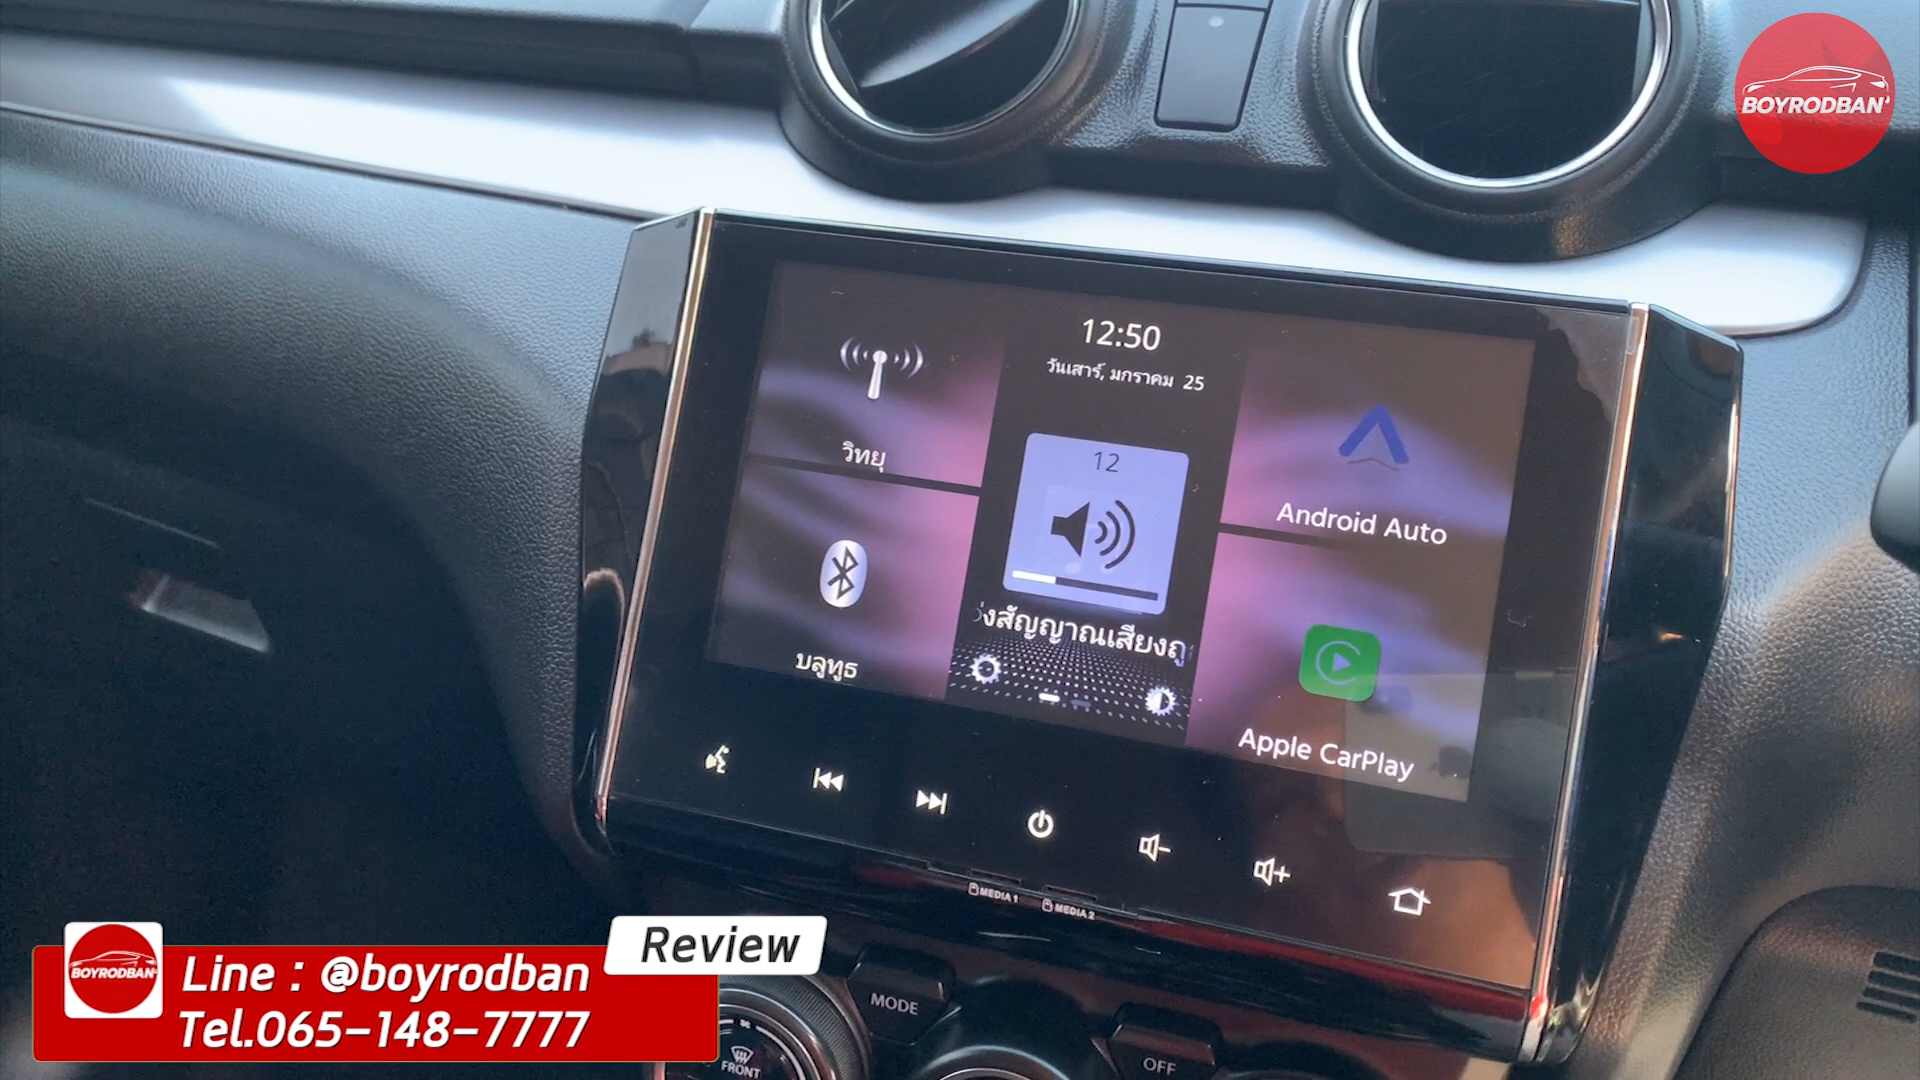 BOYRODBAN
12:50
วันเสาร์, มกราคม 25
วิทยุ
12
Android Auto
บลูทูธ
Apple CarPlay
MEDIA 1
MEDIA 2
Review
BOYRODBAN
Line : @boyrodban
Tel.065-148-7777
MODE
FRONT
OFF